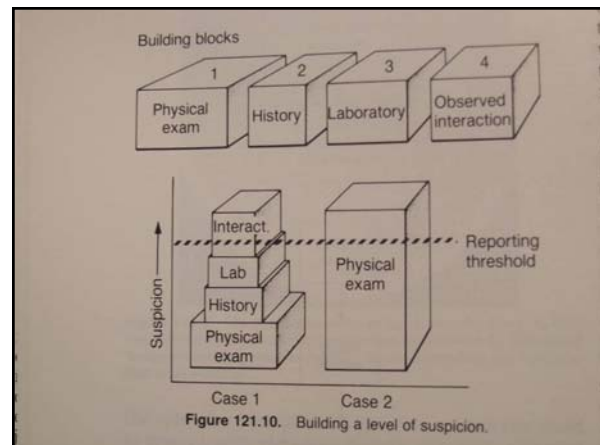 Building blocks
1 2 3 4
Physical
exam
History
Laboratory
Observed
interaction
Suspicion
Interact.
Lab
History
Physical
exam
Physical
exam
Reporting
threshold
Case 1 Case 2
Figure 121.10. Building a level of suspicion.